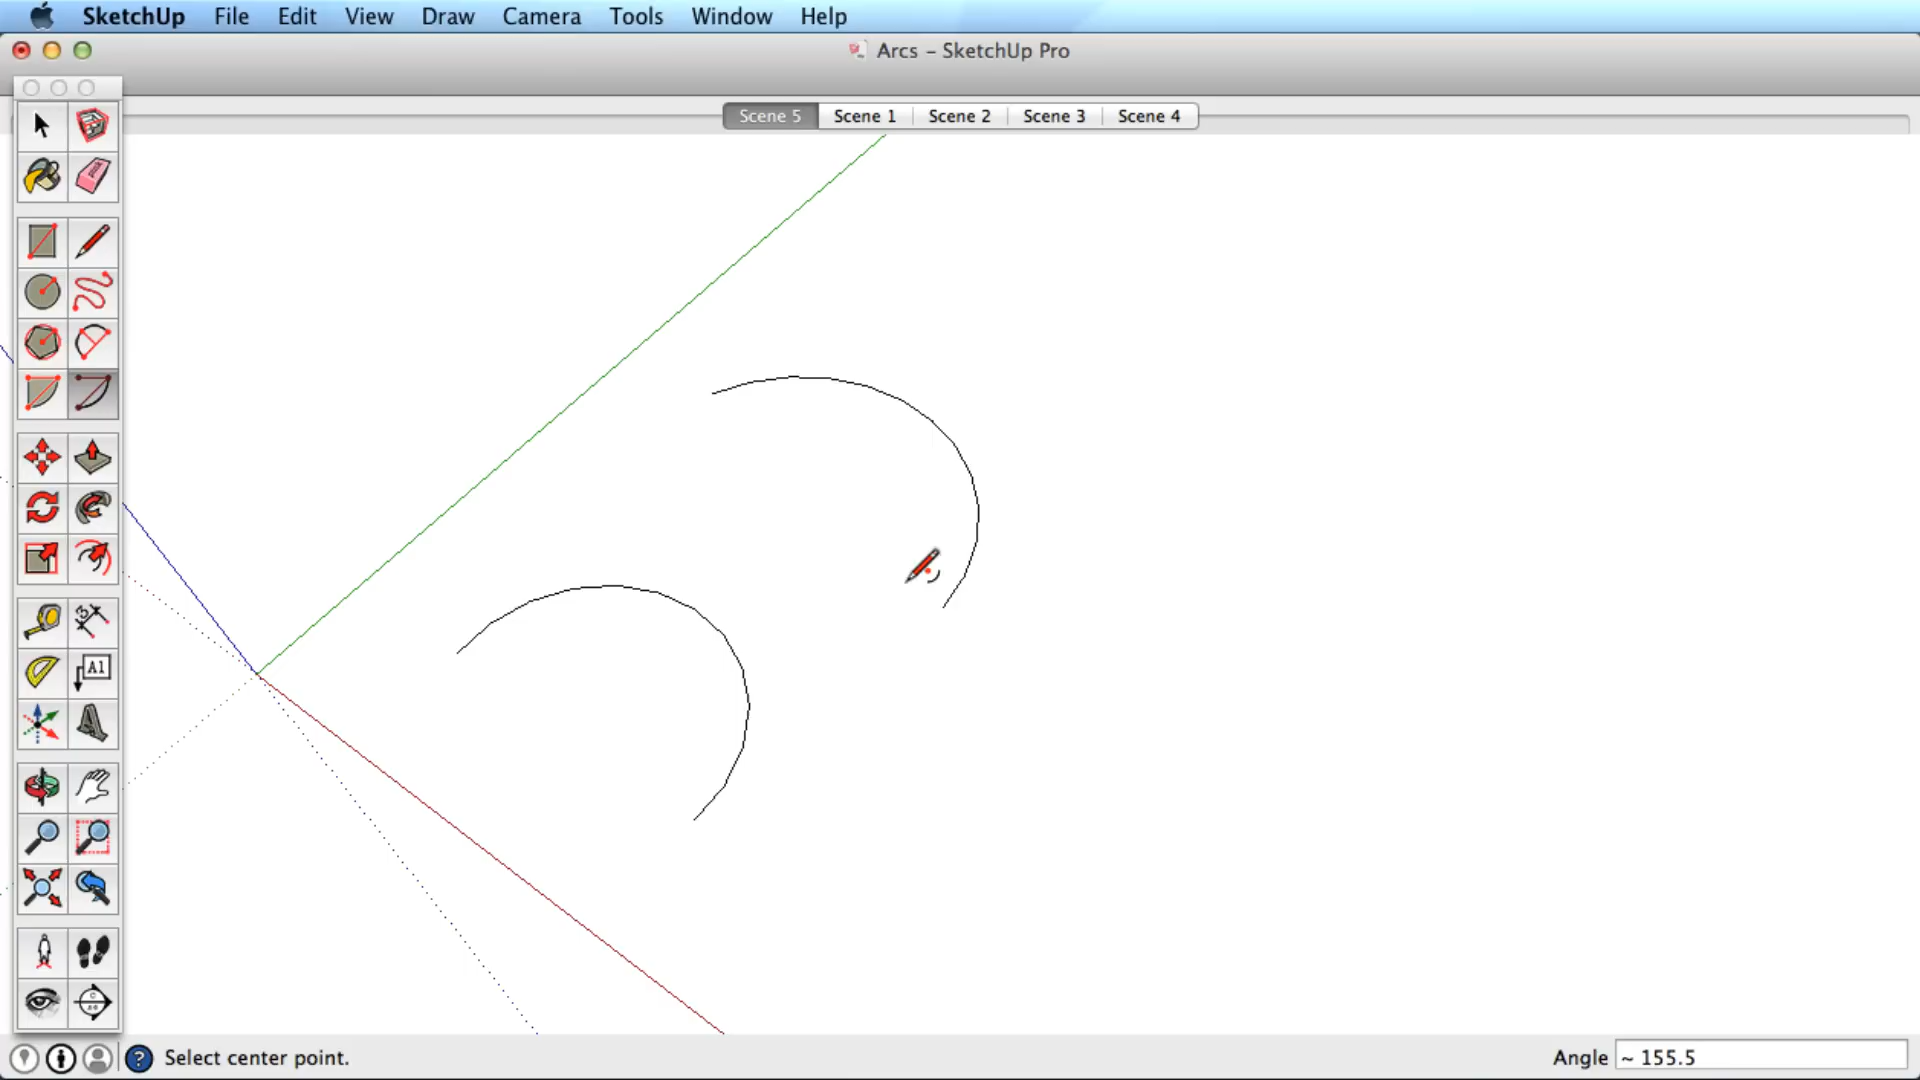 SketchUp File Edit View Draw Camera Tools Window Help
Arcs – SketchUp Pro
Scene 5 Scene 1 Scene 2 Scene 3 Scene 4
A1
Select center point.
Angle ~ 155.5